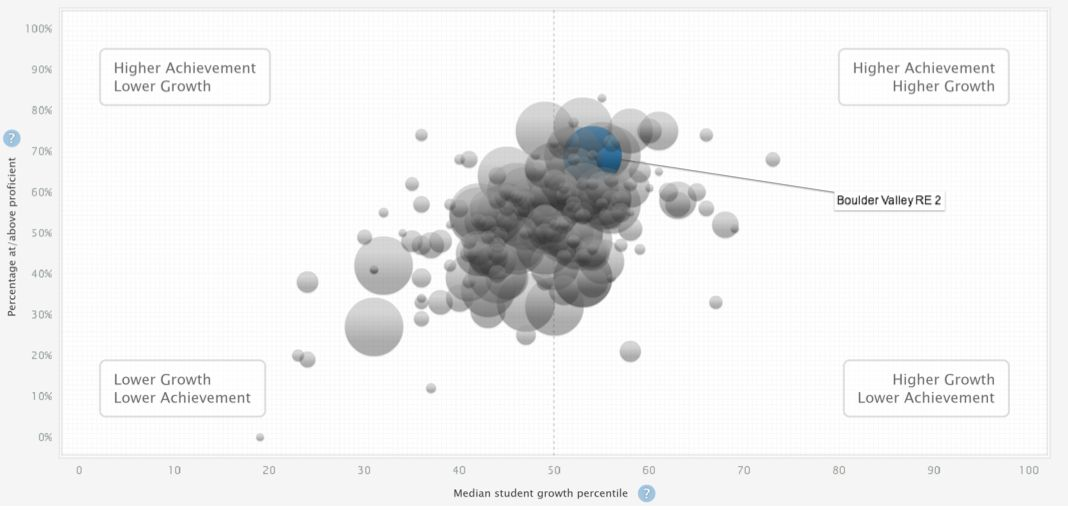 100%
90%
80%
70%
60%
50%
40%
30%
20%
10%
0%
?
Percentage at/above proficient
Higher Achievement
Lower Growth
Higher Achievement
Higher Growth
Boulder Valley RE 2
Lower Growth
Lower Achievement
Higher Growth
Lower Achievement
0 10 20 30 40 50 60 70 80 90 100
Median student growth percentile ?